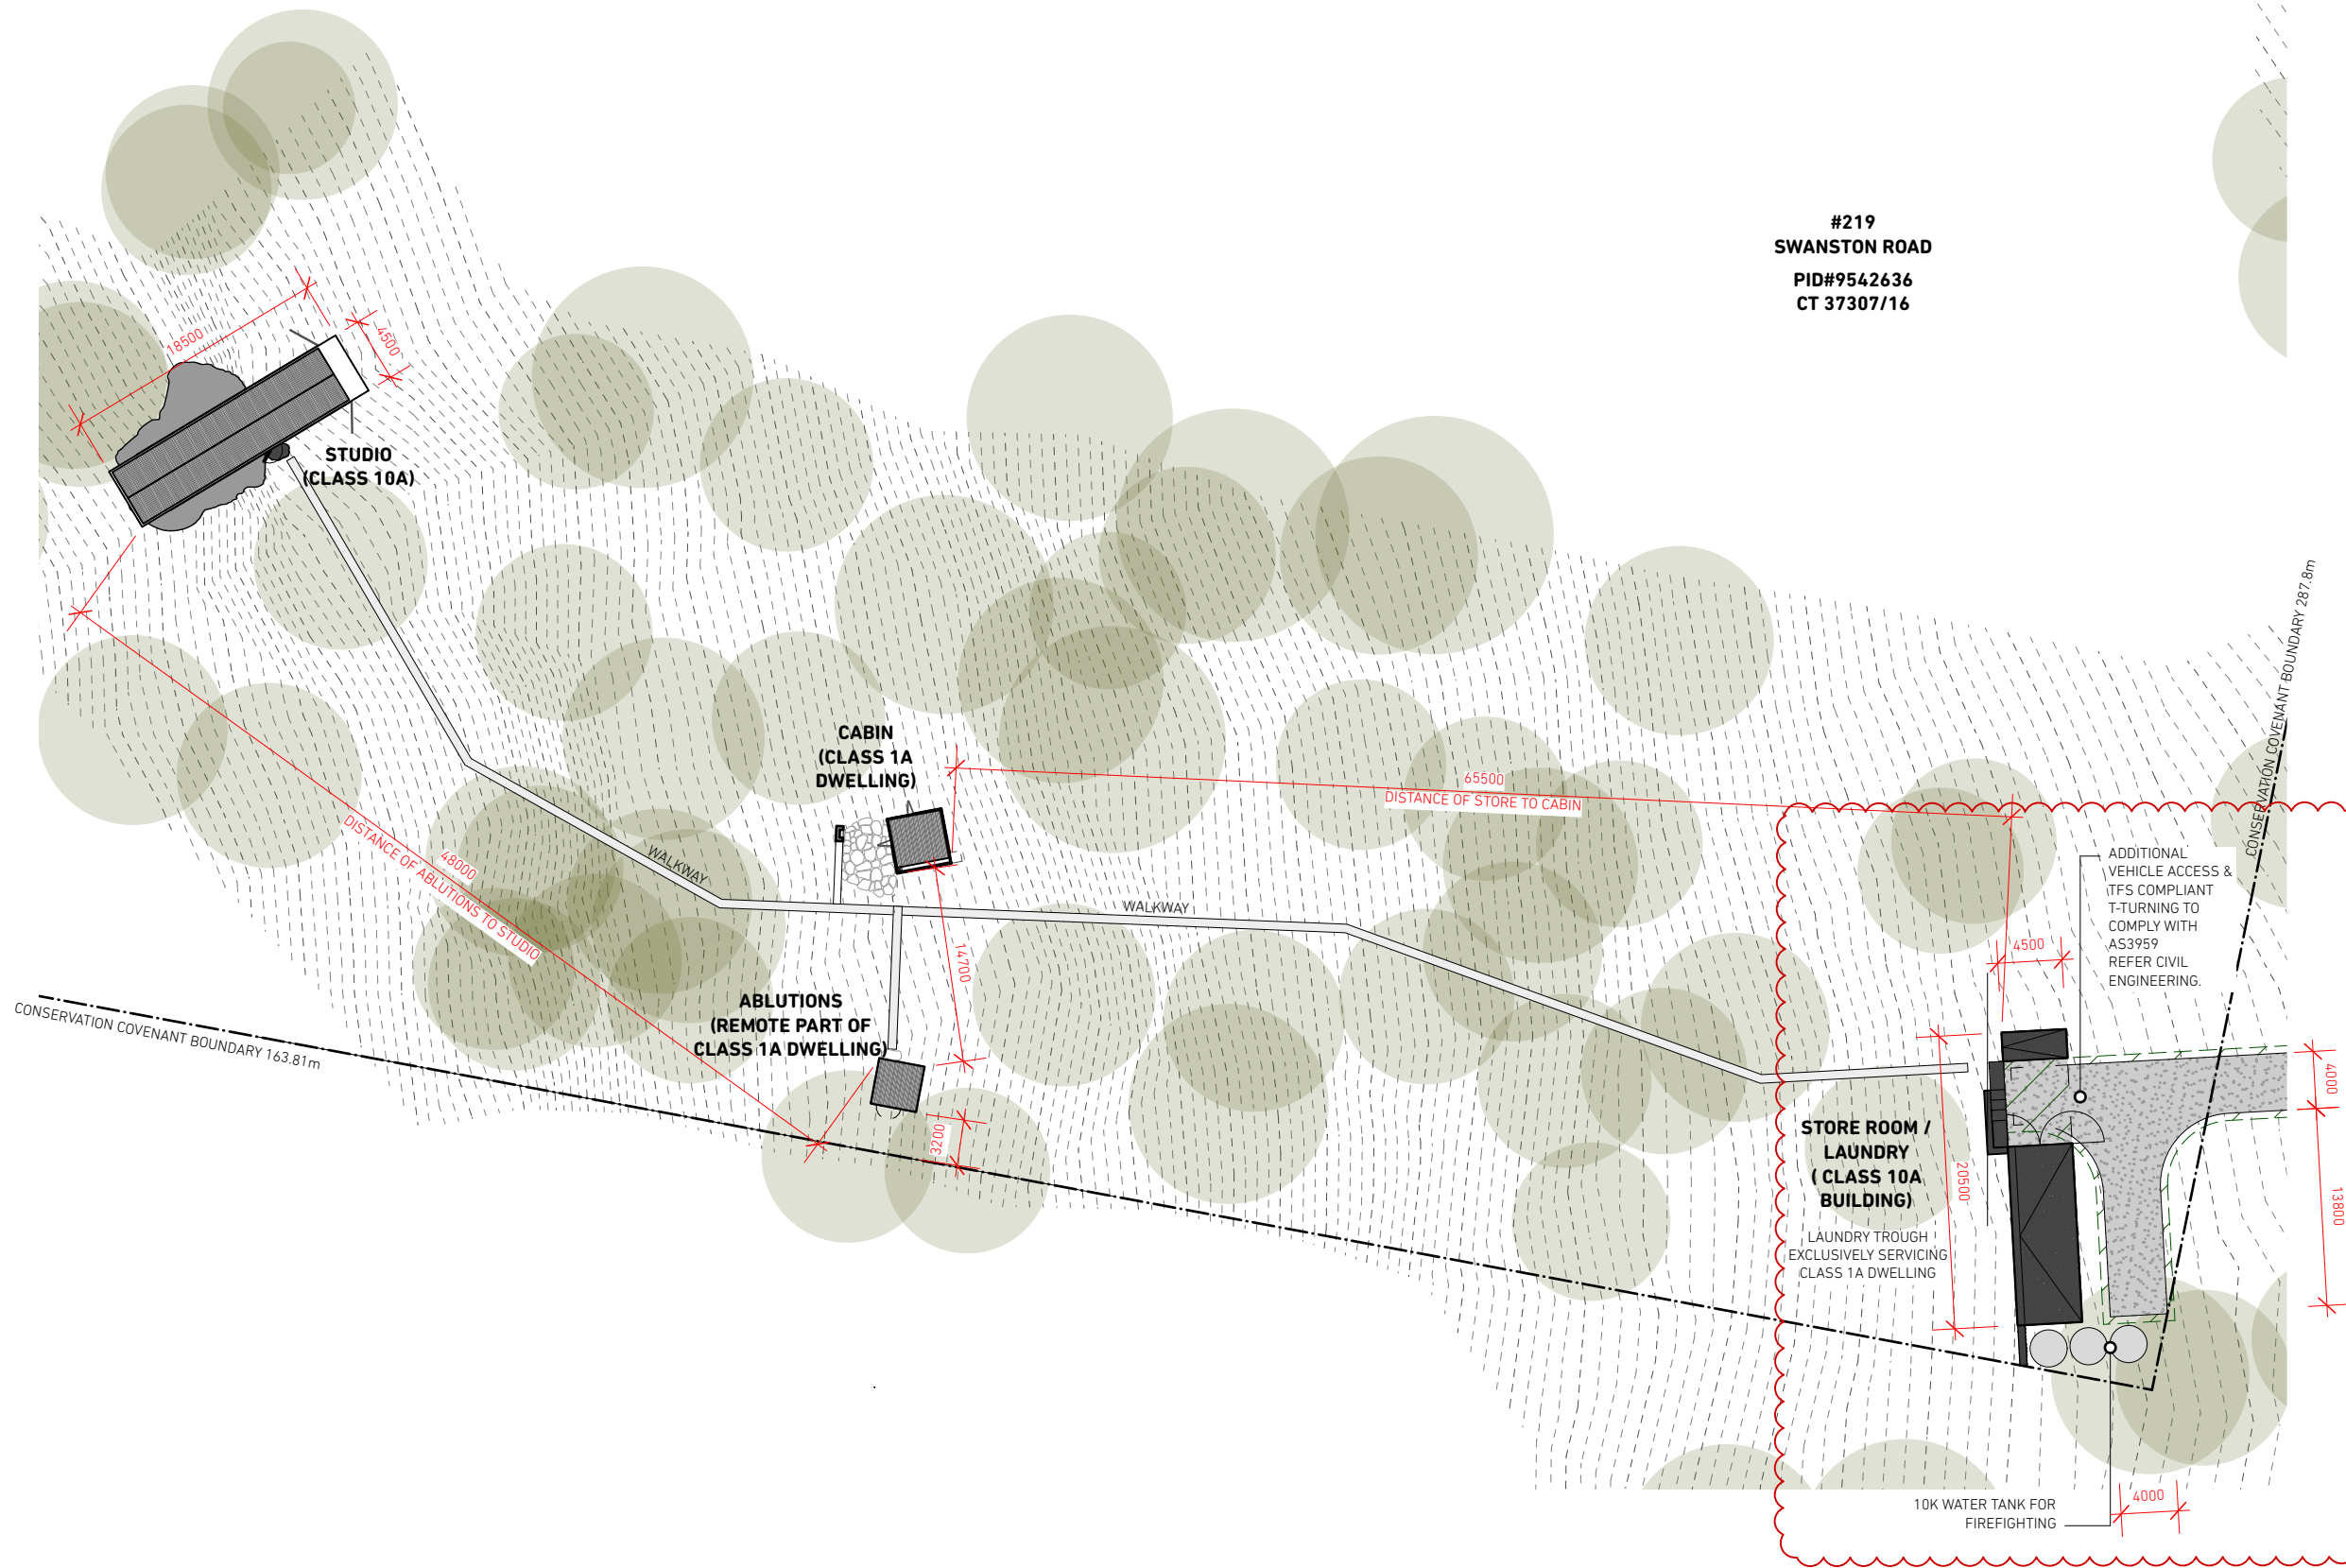 #219
SWANSTON ROAD
PID#9542636
CT 37307/16
18500
4500
STUDIO
(CLASS 10A)
CONSERVATION COVENANT BOUNDARY 287.8m
CABIN
(CLASS 1A
DWELLING)
65500
DISTANCE OF STORE TO CABIN
48000
DISTANCE OF ABLUTIONS TO STUDIO
WALKWAY
WALKWAY
ADDITIONAL
VEHICLE ACCESS &
TFS COMPLIANT
T-TURNING TO
COMPLY WITH
AS3959
REFER CIVIL
ENGINEERING.
4500
14700
ABLUTIONS
(REMOTE PART OF
CLASS 1A DWELLING)
CONSERVATION COVENANT BOUNDARY 163.81m
3200
4000
STORE ROOM /
LAUNDRY
( CLASS 10A
BUILDING)
20500
13800
LAUNDRY TROUGH
EXCLUSIVELY SERVICING
CLASS 1A DWELLING
10K WATER TANK FOR
FIREFIGHTING
4000